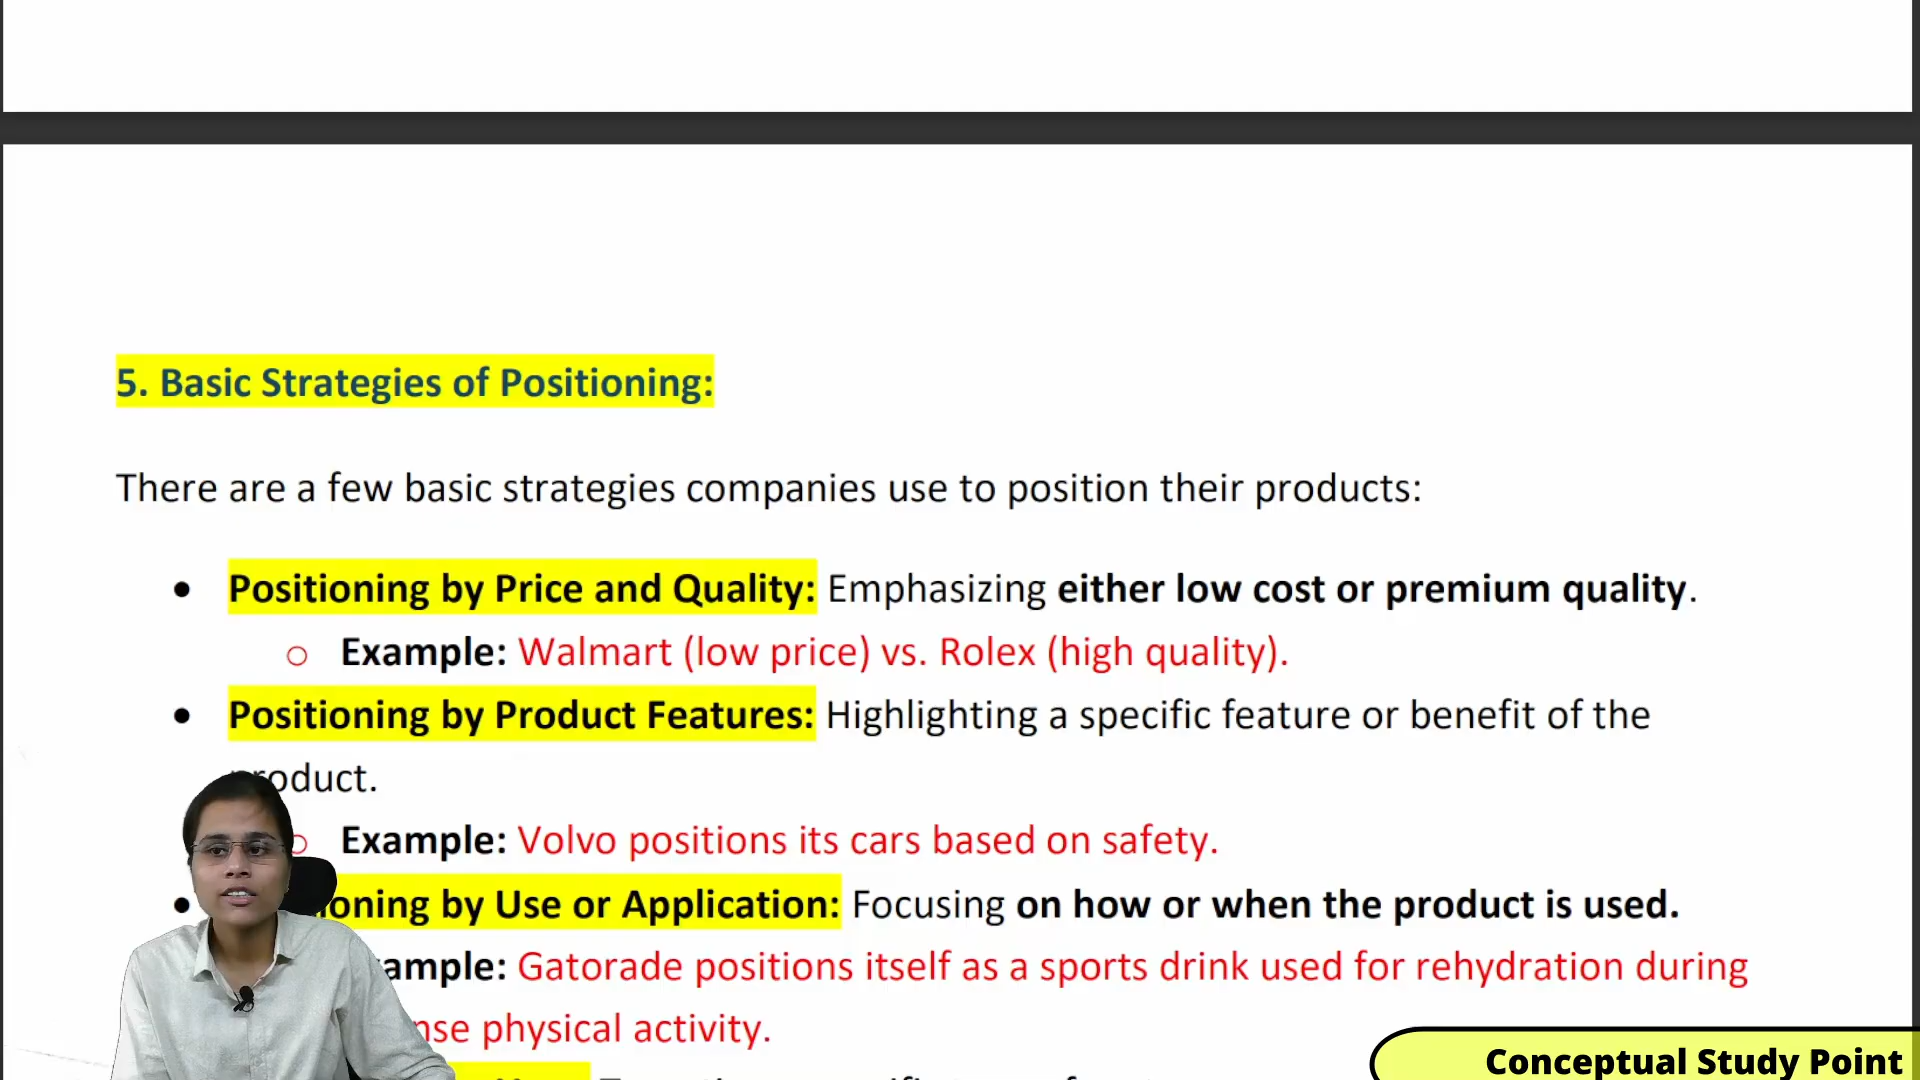 5. Basic Strategies of Positioning:
There are a few basic strategies companies use to position their products:
• Positioning by Price and Quality: Emphasizing either low cost or premium quality.
○ Example: Walmart (low price) vs. Rolex (high quality).
• Positioning by Product Features: Highlighting a specific feature or benefit of the
product.
○ Example: Volvo positions its cars based on safety.
• oning by Use or Application: Focusing on how or when the product is used.
ample: Gatorade positions itself as a sports drink used for rehydration during
nse physical activity.
Conceptual Study Point